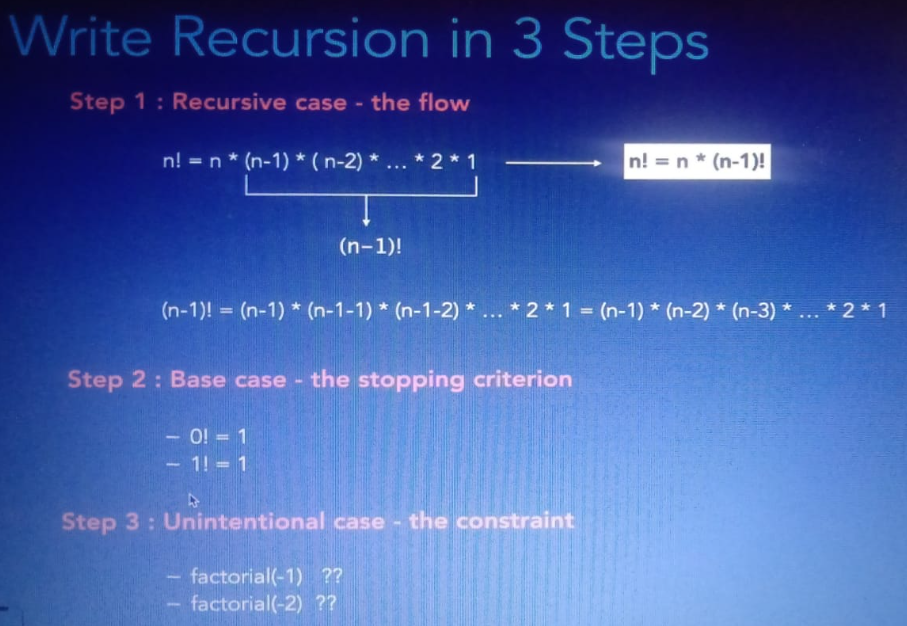 Write Recursion in 3 Steps
Step 1 : Recursive case - the flow
n! = n * (n-1) * ( n-2) * ... * 2 * 1
n! = n * (n-1)!
(n-1)!
(n-1)! = (n-1) * (n-1-1) * (n-1-2) * ... * 2 * 1 = (n-1) * (n-2) * (n-3) * ... * 2 * 1
Step 2 : Base case - the stopping criterion
– 0! = 1
– 1! = 1
Step 3 : Unintentional case - the constraint
– factorial(-1) ??
– factorial(-2) ??